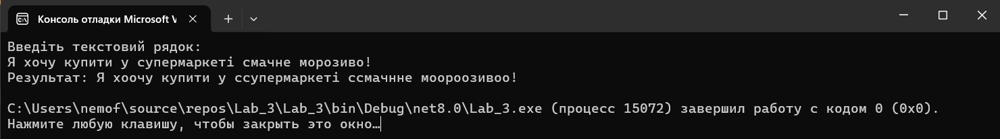 Консоль отладки Microsoft V
Введіть текстовий рядок:
Я хочу купити у супермаркеті смачне морозиво!
Результат: Я хоочу купити у ссупермаркеті ссмачнне моороозивоо!
C:\Users\nemof\source\repos\Lab_3\Lab_3\bin\Debug\net8.0\Lab_3.exe (процесс 15072) завершил работу с кодом 0 (0x0).
Нажмите любую клавишу, чтобы закрыть это окно…